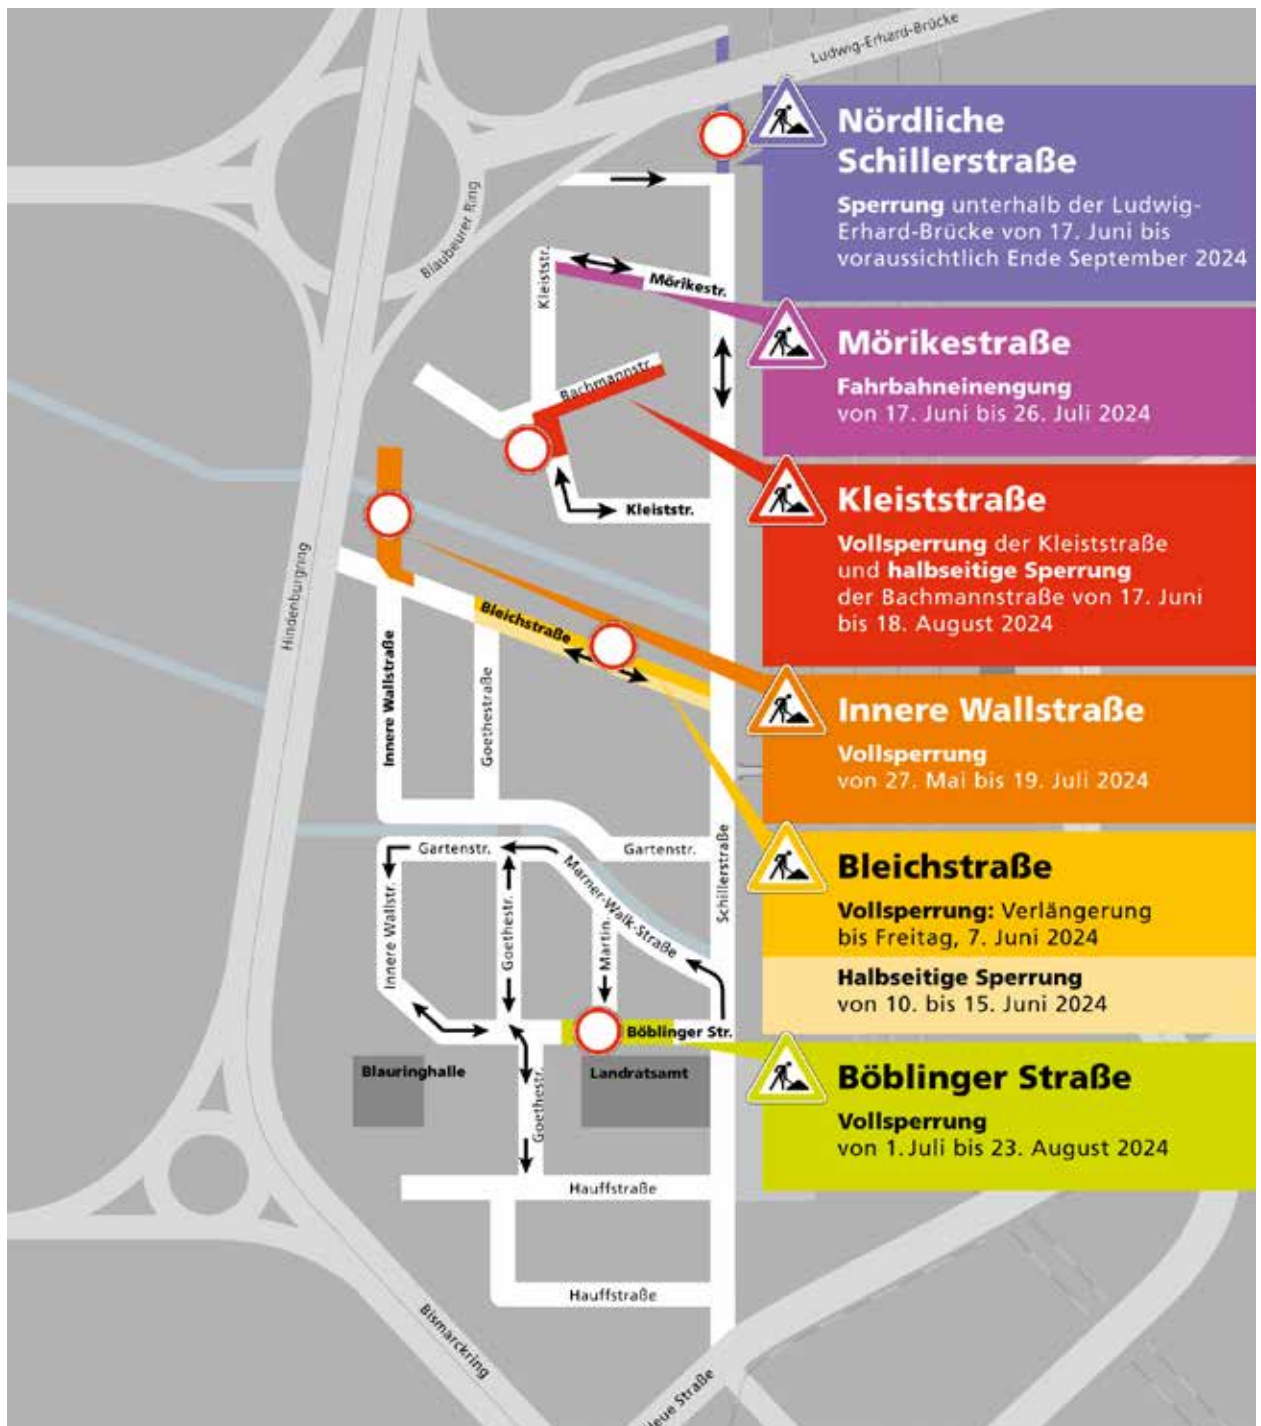 Ludwig-Erhard-Brücke
Nördliche
Schillerstraße
Sperrung unterhalb der Ludwig-
Erhard-Brücke von 17. Juni bis
voraussichtlich Ende September 2024
Blaubeurer Ring
Kleiststr.
Mörikestr.
Mörikestraße
Fahrbahneinengung
von 17. Juni bis 26. Juli 2024
Bachmannstr.
Kleiststr.
Kleiststraße
Vollsperrung der Kleiststraße
und halbseitige Sperrung
der Bachmannstraße von 17. Juni
bis 18. August 2024
Hindenburgring
Bleichstraße
Innere Wallstraße
Goethestraße
Innere Wallstraße
Vollsperrung
von 27. Mai bis 19. Juli 2024
Bleichstraße
Vollsperrung: Verlängerung
bis Freitag, 7. Juni 2024
Halbseitige Sperrung
von 10. bis 15. Juni 2024
Gartenstr.
Gartenstr.
Schillerstraße
Marner-Walk-Straße
Innere Wallstr.
Goethestr.
Martin.
Böblinger Str.
Blauringhalle
Landratsamt
Goethestr.
Böblinger Straße
Vollsperrung
von 1. Juli bis 23. August 2024
Hauffstraße
Hauffstraße
Bismarckring
Neue Straße